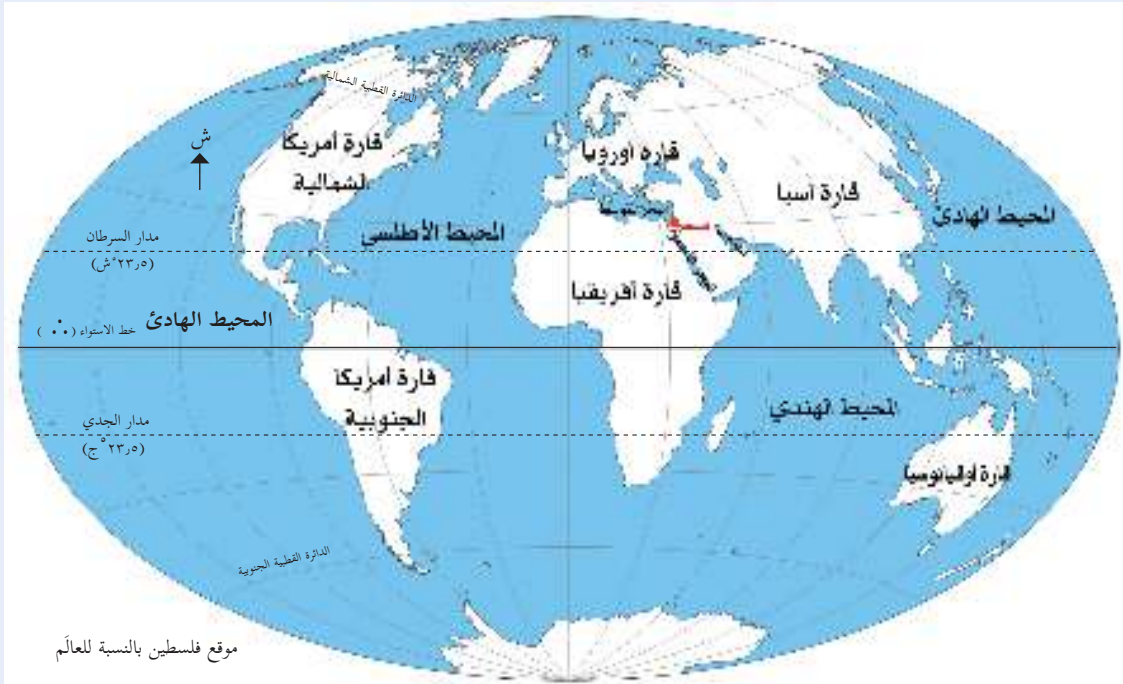 الدائرة القطبية الشمالية
ش
قارة أمريكا
الشمالية
قارة أوروبا
قارة آسيا
المحيط الهادئ
المحيط الأطلسي
مدار السرطان
(٢٣٫٥°ش)
قارة أفريقيا
المحيط الهادئ
خط الاستواء (٠°)
قارة أمريكا
الجنوبية
المحيط الهندي
مدار الجدي
(٢٣٫٥°ج)
قارة أوقيانوسيا
الدائرة القطبية الجنوبية
موقع فلسطين بالنسبة للعالَم